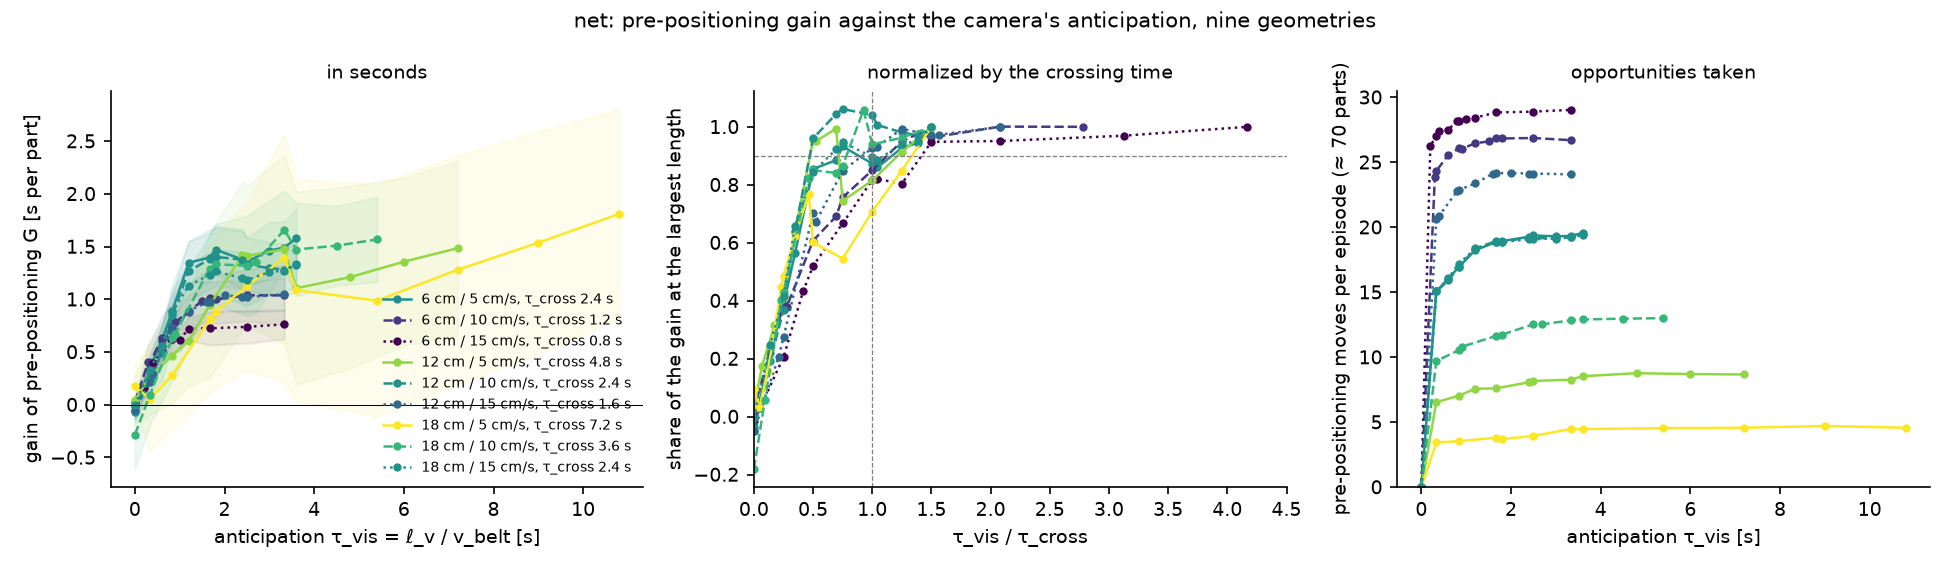 net: pre-positioning gain against the camera's anticipation, nine geometries
in seconds
gain of pre-positioning G [s per part]
2.5
2.0
1.5
1.0
0.5
0.0
−0.5
6 cm / 5 cm/s, τ_cross 2.4 s
6 cm / 10 cm/s, τ_cross 1.2 s
6 cm / 15 cm/s, τ_cross 0.8 s
12 cm / 5 cm/s, τ_cross 4.8 s
12 cm / 10 cm/s, τ_cross 2.4 s
12 cm / 15 cm/s, τ_cross 1.6 s
18 cm / 5 cm/s, τ_cross 7.2 s
18 cm / 10 cm/s, τ_cross 3.6 s
18 cm / 15 cm/s, τ_cross 2.4 s
0 2 4 6 8 10
anticipation τ_vis = ℓ_v / v_belt [s]
normalized by the crossing time
share of the gain at the largest length
1.0
0.8
0.6
0.4
0.2
0.0
−0.2
0.0 0.5 1.0 1.5 2.0 2.5 3.0 3.5 4.0 4.5
τ_vis / τ_cross
opportunities taken
pre-positioning moves per episode (≈ 70 parts)
30
25
20
15
10
5
0
0 2 4 6 8 10
anticipation τ_vis [s]